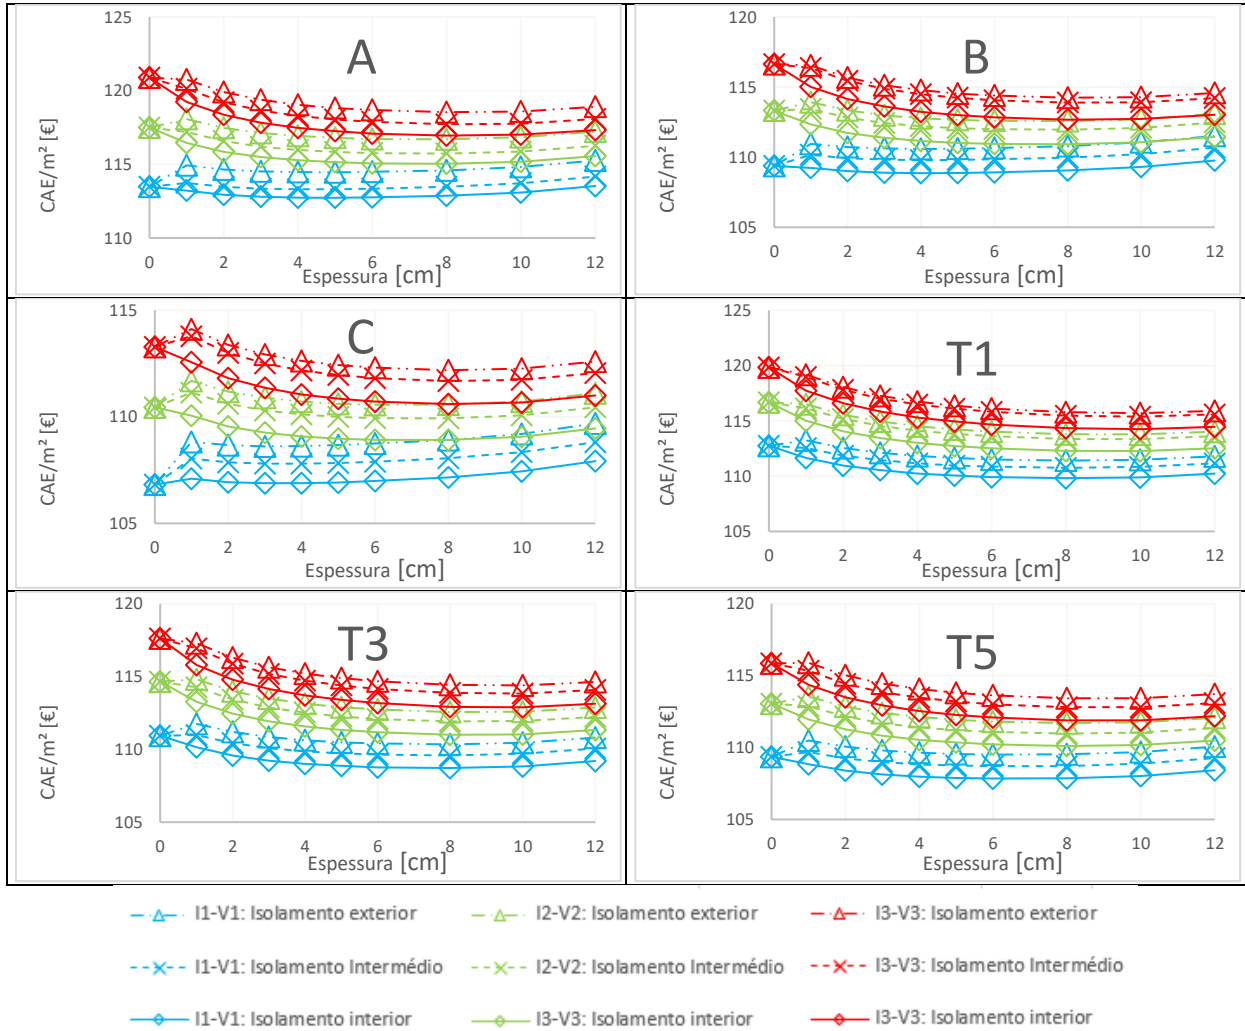 125
A
120
CAE/m² [€]
115
110
0 2 4 6 8 10 12
Espessura [cm]
120
B
115
CAE/m² [€]
110
105
0 2 4 6 8 10 12
Espessura [cm]
115
C
CAE/m² [€]
110
105
0 2 4 6 8 10 12
Espessura [cm]
125
T1
120
CAE/m² [€]
115
110
105
0 2 4 6 8 10 12
Espessura [cm]
120
T3
115
CAE/m² [€]
110
105
0 2 4 6 8 10 12
Espessura [cm]
120
T5
115
CAE/m² [€]
110
105
0 2 4 6 8 10 12
Espessura [cm]
I1-V1: Isolamento exterior I2-V2: Isolamento exterior I3-V3: Isolamento exterior
I1-V1: Isolamento Intermédio I2-V2: Isolamento Intermédio I3-V3: Isolamento Intermédio
I1-V1: Isolamento interior I3-V3: Isolamento interior I3-V3: Isolamento interior